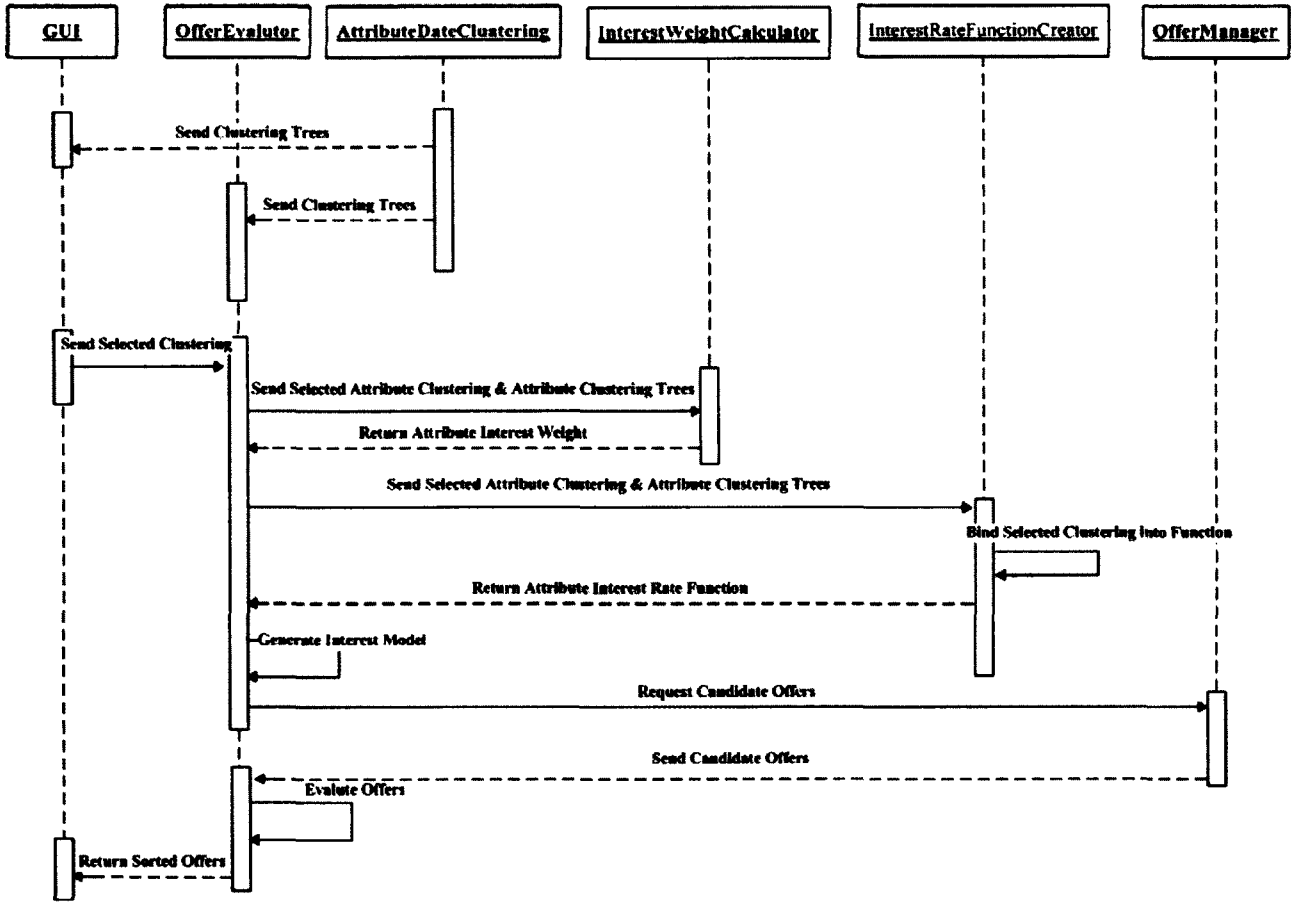 GUI
OfferEvalutor
AttributeDateClustering
InterestWeightCalculator
InterestRateFunctionCreator
OfferManager
Send Clustering Trees
Send Clustering Trees
Send Selected Clustering
Send Selected Attribute Clustering & Attribute Clustering Trees
Return Attribute Interest Weight
Send Selected Attribute Clustering & Attribute Clustering Trees
Bind Selected Clustering into Function
Return Attribute Interest Rate Function
Generate Interest Model
Request Candidate Offers
Send Candidate Offers
Evalute Offers
Return Sorted Offers